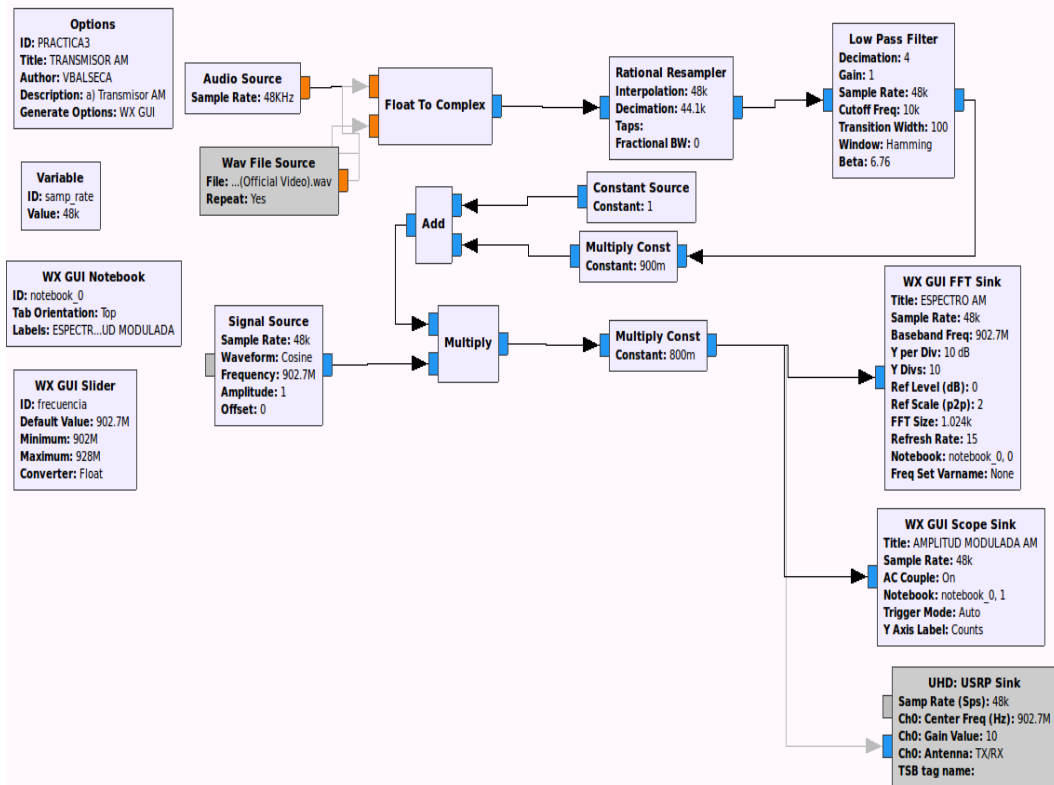 Options
ID: PRACTICA3
Title: TRANSMISOR AM
Author: VBALSECA
Description: a) Transmisor AM
Generate Options: WX GUI
Audio Source
Sample Rate: 48KHz
Float To Complex
Rational Resampler
Interpolation: 48k
Decimation: 44.1k
Taps:
Fractional BW: 0
Low Pass Filter
Decimation: 4
Gain: 1
Sample Rate: 48k
Cutoff Freq: 10k
Transition Width: 100
Window: Hamming
Beta: 6.76
Wav File Source
File: ...(Official Video).wav
Repeat: Yes
Variable
ID: samp_rate
Value: 48k
Constant Source
Constant: 1
Add
Multiply Const
Constant: 900m
WX GUI Notebook
ID: notebook_0
Tab Orientation: Top
Labels: ESPECTR...UD MODULADA
Signal Source
Sample Rate: 48k
Waveform: Cosine
Frequency: 902.7M
Amplitude: 1
Offset: 0
Multiply
Multiply Const
Constant: 800m
WX GUI FFT Sink
Title: ESPECTRO AM
Sample Rate: 48k
Baseband Freq: 902.7M
Y per Div: 10 dB
Y Divs: 10
Ref Level (dB): 0
Ref Scale (p2p): 2
FFT Size: 1.024k
Refresh Rate: 15
Notebook: notebook_0, 0
Freq Set Varname: None
WX GUI Slider
ID: frecuencia
Default Value: 902.7M
Minimum: 902M
Maximum: 928M
Converter: Float
WX GUI Scope Sink
Title: AMPLITUD MODULADA AM
Sample Rate: 48k
AC Couple: On
Notebook: notebook_0, 1
Trigger Mode: Auto
Y Axis Label: Counts
UHD: USRP Sink
Samp Rate (Sps): 48k
Ch0: Center Freq (Hz): 902.7M
Ch0: Gain Value: 10
Ch0: Antenna: TX/RX
TSB tag name: